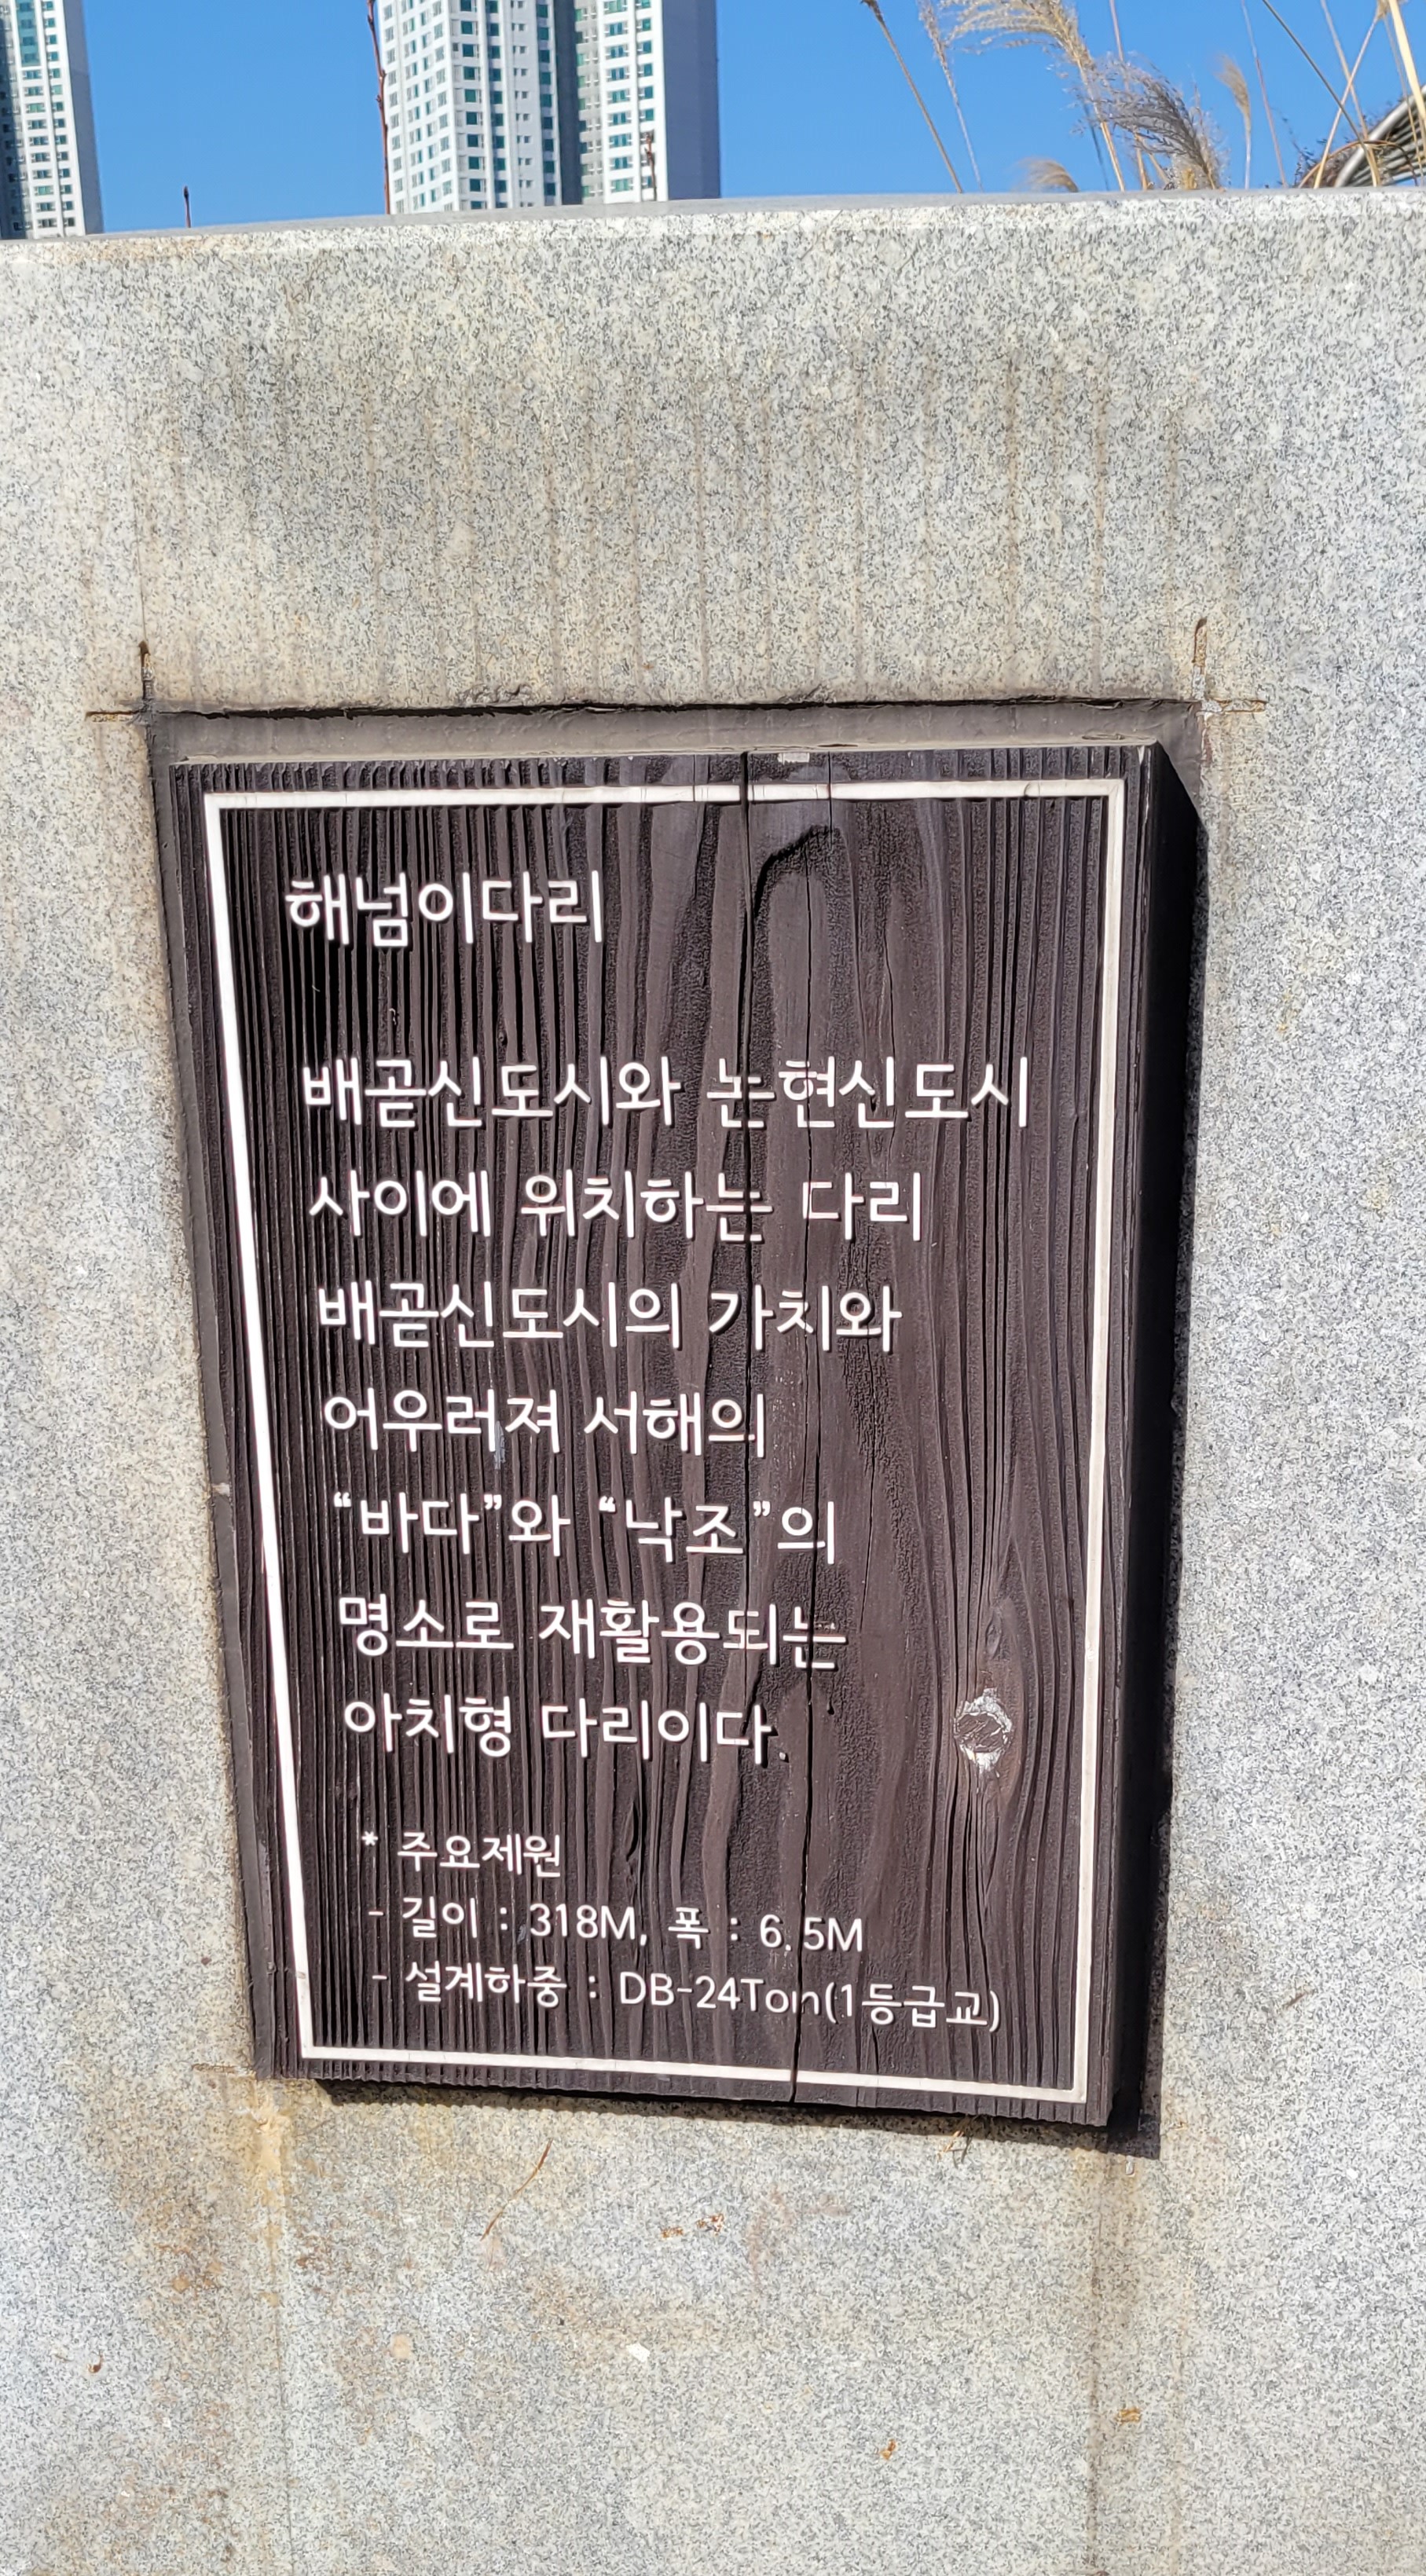 해넘이다리
배곧신도시와 논현신도시
사이에 위치하는 다리
배곧신도시의 가치와
어우러져 서해의
“바다”와 “낙조”의
명소로 재활용되는
아치형 다리이다.
* 주요제원
- 길이 : 318M, 폭 : 6.5M
- 설계하중 : DB-24Ton(1등급교)